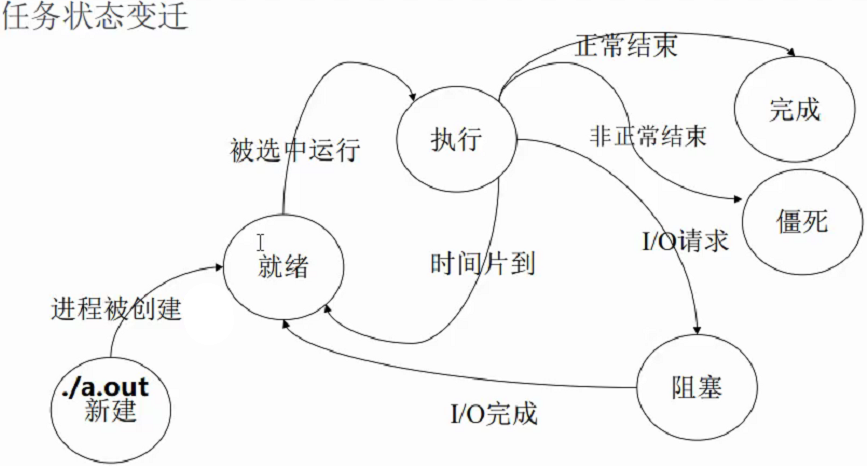 任务状态变迁
正常结束
完成
执行
非正常结束
被选中运行
僵死
I/O请求
就绪
时间片到
进程被创建
./a.out
新建
阻塞
I/O完成